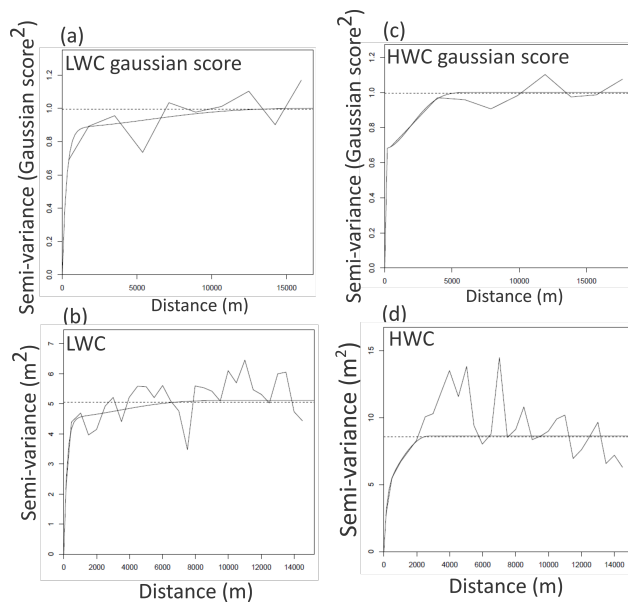 (a)
LWC gaussian score
Semi-variance (Gaussian score²)
1.2
1.0
0.8
0.6
0.4
0.2
0.0
0 5000 10000 15000
Distance (m)
(c)
HWC gaussian score
Semi-variance (Gaussian score²)
1.2
1.0
0.8
0.6
0.4
0.2
0.0
0 5000 10000 15000
Distance (m)
(b)
LWC
Semi-variance (m²)
7
6
5
4
3
2
1
0
0 2000 4000 6000 8000 10000 12000 14000
Distance (m)
(d)
HWC
Semi-variance (m²)
15
10
5
0
0 2000 4000 6000 8000 10000 12000 14000
Distance (m)